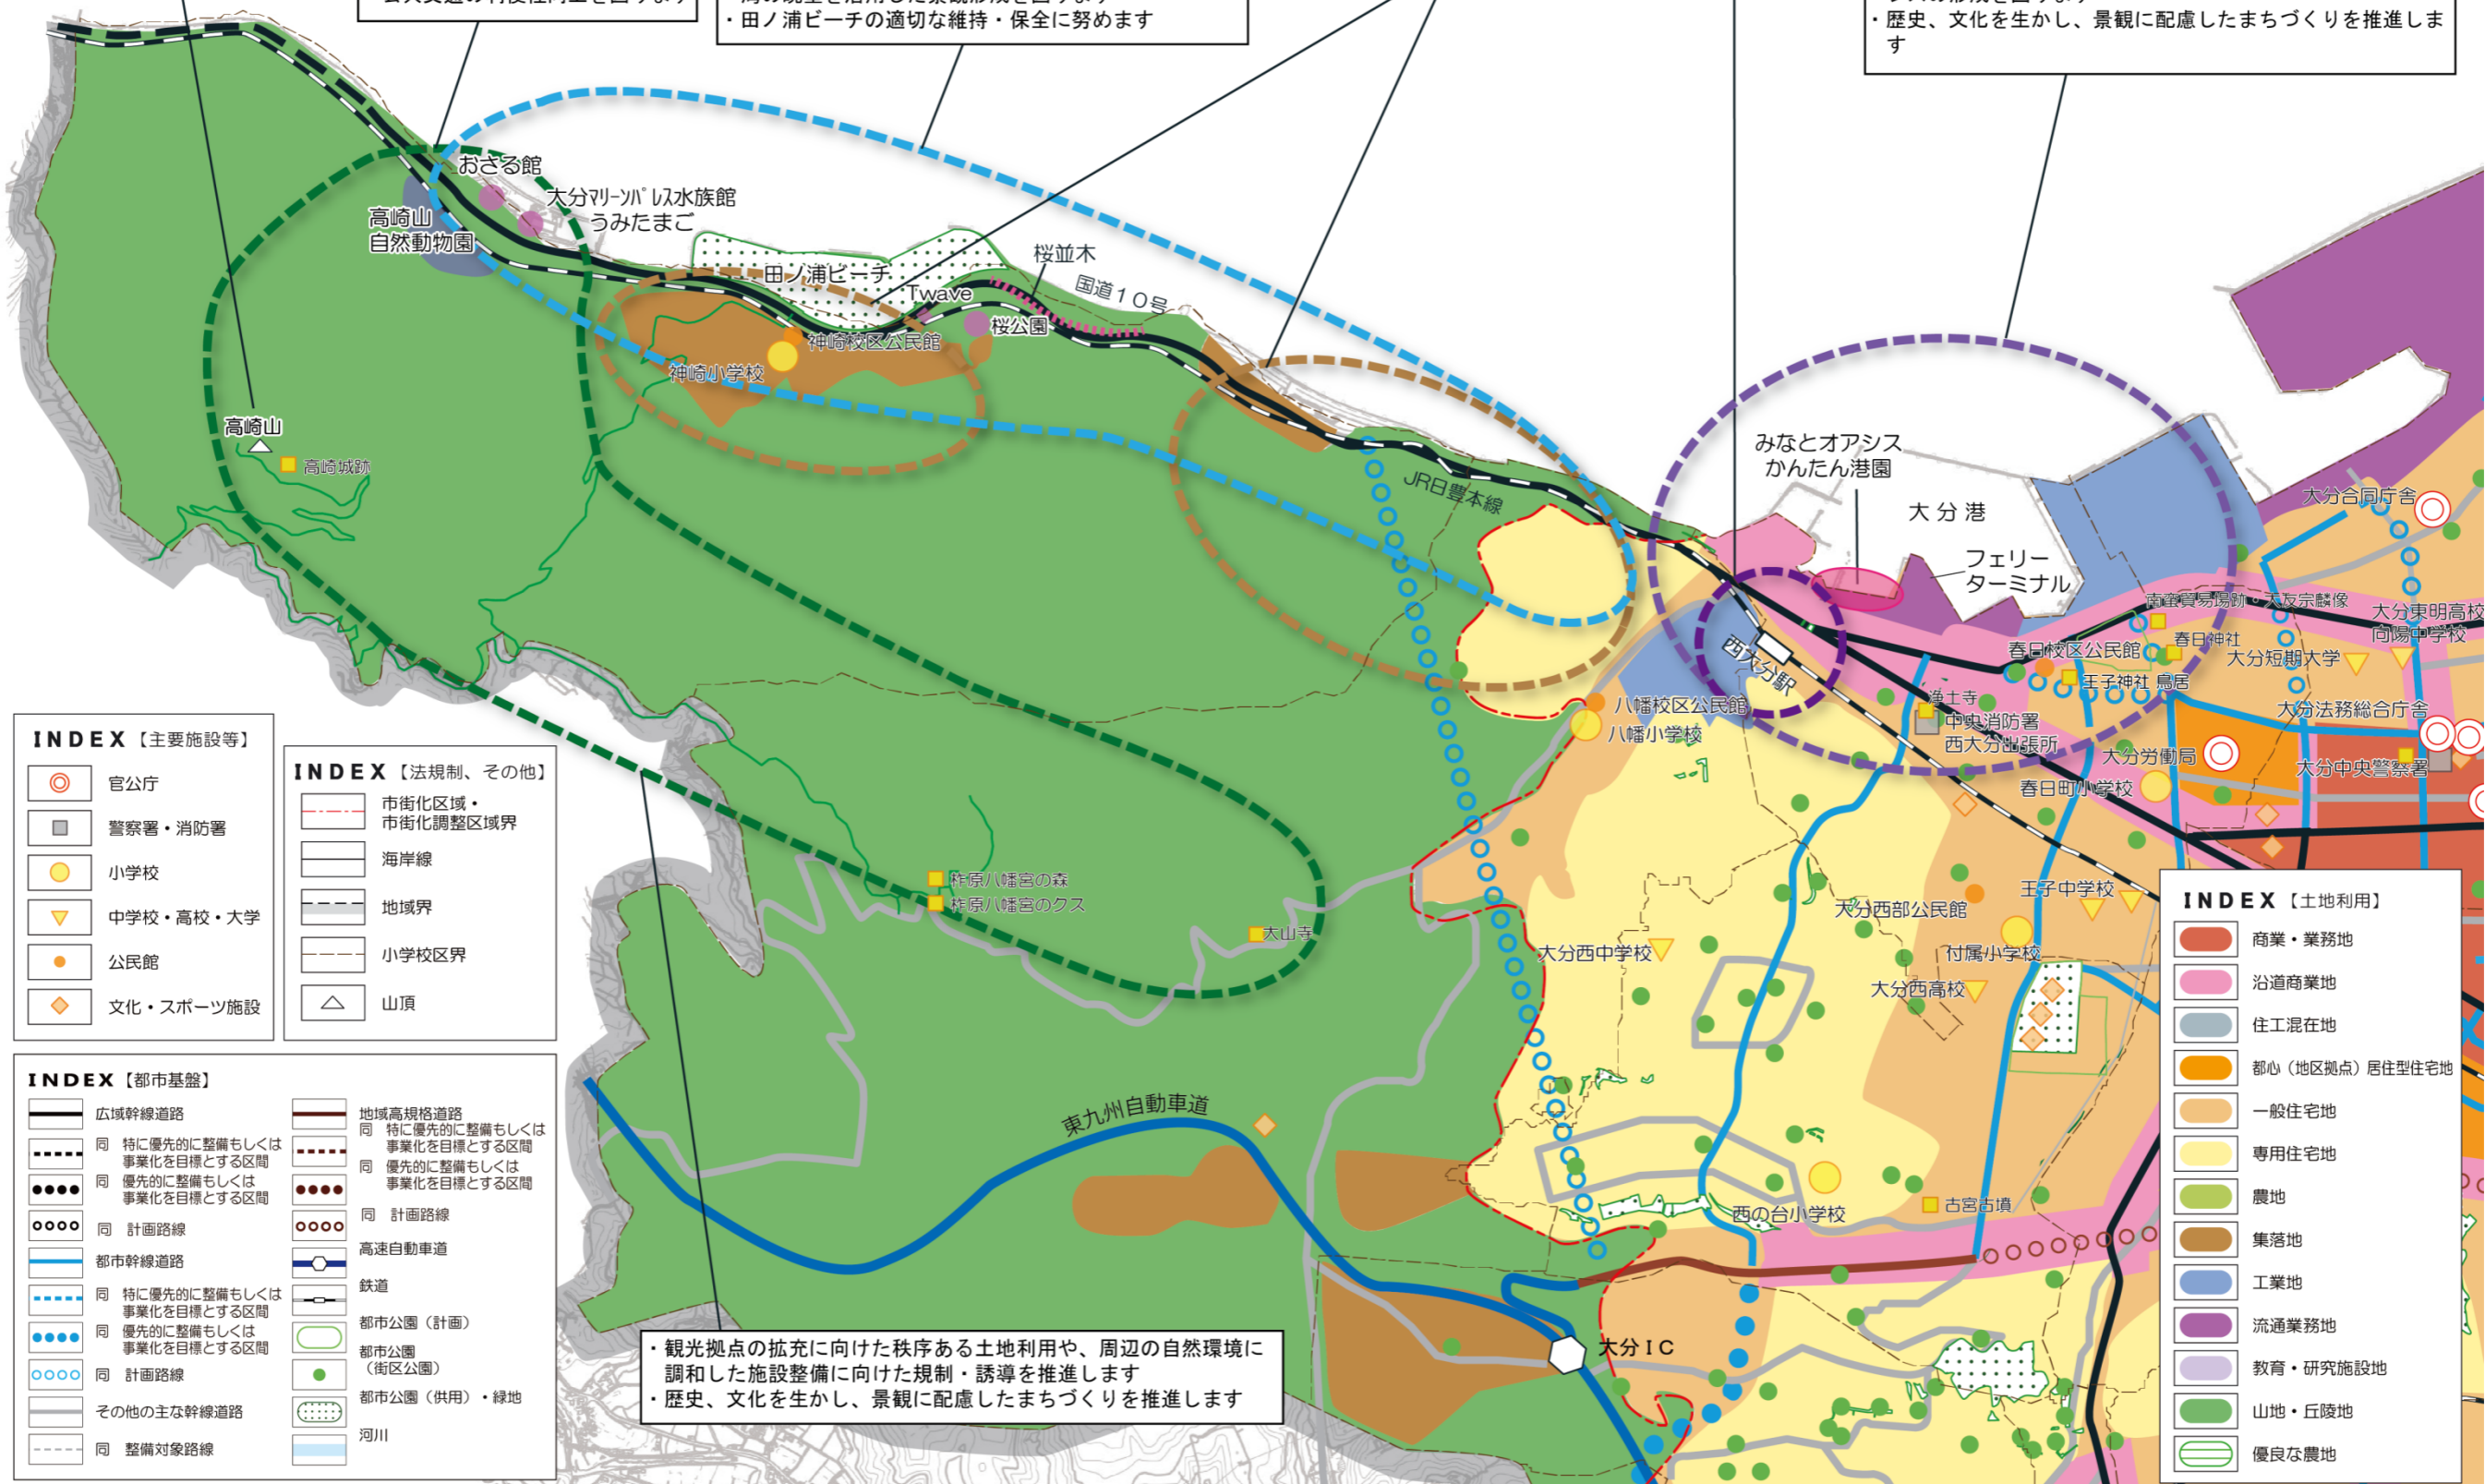 ・田ノ浦ビーチの適切な維持・保全に努めます
・歴史、文化を生かし、景観に配慮したまちづくりを推進しま
す
おさる館
大分マリーンパレス水族館
うみたまご
高崎山
自然動物園
田ノ浦ビーチ
Twave
桜並木
国道１０号
桜公園
神崎校区公民館
神崎小学校
高崎山
高崎城跡
JR日豊本線
みなとオアシス
かんたん港園
大分港
フェリー
ターミナル
大分合同庁舎
南蛮貿易場跡・大友宗麟像
大分東明高校
向陽中学校
春日神社
春日校区公民館
大分短期大学
王子神社 鳥居
西大分駅
浄土寺
中央消防署
西大分出張所
大分法務総合庁舎
大分労働局
大分中央警察署
春日町小学校
八幡校区公民館
八幡小学校
柞原八幡宮の森
柞原八幡宮のクス
大山寺
大分西中学校
大分西部公民館
王子中学校
付属小学校
大分西高校
東九州自動車道
西の台小学校
古宮古墳
大分ＩＣ
・観光拠点の拡充に向けた秩序ある土地利用や、周辺の自然環境に
調和した施設整備に向けた規制・誘導を推進します
・歴史、文化を生かし、景観に配慮したまちづくりを推進します
INDEX【主要施設等】
官公庁
警察署・消防署
小学校
中学校・高校・大学
公民館
文化・スポーツ施設
INDEX【法規制、その他】
市街化区域・
市街化調整区域界
海岸線
地域界
小学校区界
山頂
INDEX【都市基盤】
広域幹線道路
同 特に優先的に整備もしくは
事業化を目標とする区間
同 優先的に整備もしくは
事業化を目標とする区間
同 計画路線
都市幹線道路
同 特に優先的に整備もしくは
事業化を目標とする区間
同 優先的に整備もしくは
事業化を目標とする区間
同 計画路線
その他の主な幹線道路
同 整備対象路線
地域高規格道路
同 特に優先的に整備もしくは
事業化を目標とする区間
同 優先的に整備もしくは
事業化を目標とする区間
同 計画路線
高速自動車道
鉄道
都市公園（計画）
都市公園
（街区公園）
都市公園（供用）・緑地
河川
INDEX【土地利用】
商業・業務地
沿道商業地
住工混在地
都心（地区拠点）居住型住宅地
一般住宅地
専用住宅地
農地
集落地
工業地
流通業務地
教育・研究施設地
山地・丘陵地
優良な農地